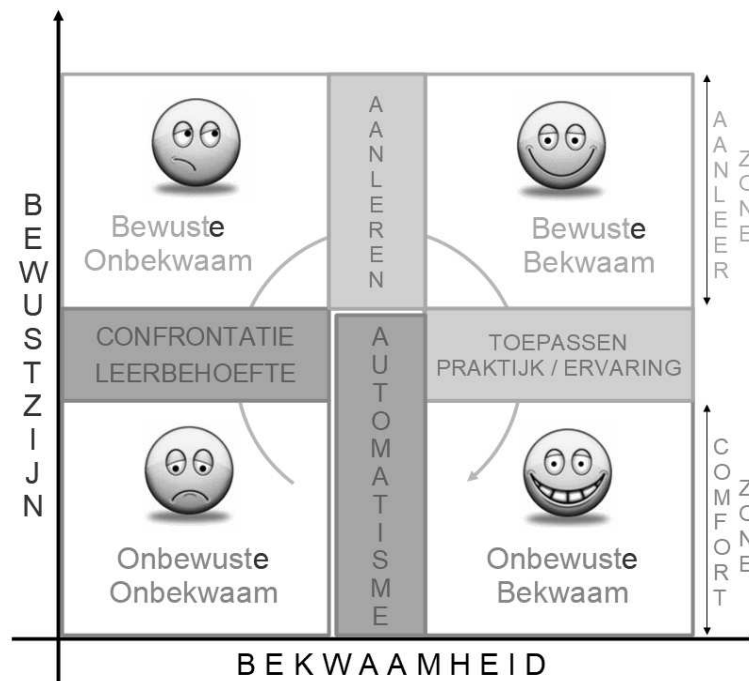 BEWUSTZIJN
Bewuste
Onbekwaam
AANLEREN
Bewuste
Bekwaam
AANLEER
ZONE
CONFRONTATIE
LEERBEHOEFTE
AUTOMATISME
TOEPASSEN
PRAKTIJK / ERVARING
Onbewuste
Onbekwaam
Onbewuste
Bekwaam
COMFORT
ZONE
BEKWAAMHEID